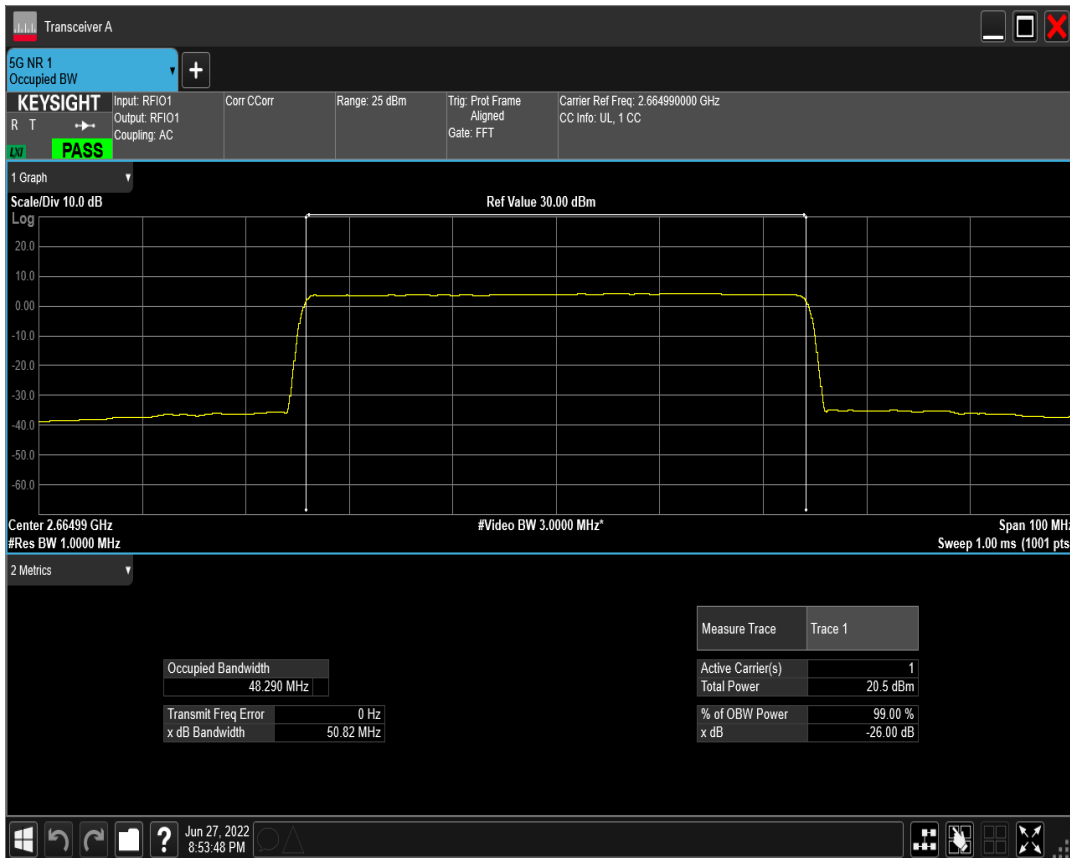 Transceiver A
5G NR 1
Occupied BW
+
KEYSIGHT
R T
LXI
PASS
Input: RFIO1
Output: RFIO1
Coupling: AC
Corr CCorr
Range: 25 dBm
Trig: Prot Frame
Aligned
Gate: FFT
Carrier Ref Freq: 2.664990000 GHz
CC Info: UL, 1 CC
1 Graph
Scale/Div 10.0 dB
Ref Value 30.00 dBm
Log
20.0
10.0
0.00
-10.0
-20.0
-30.0
-40.0
-50.0
-60.0
Center 2.66499 GHz
#Video BW 3.0000 MHz*
Span 100 MHz
#Res BW 1.0000 MHz
Sweep 1.00 ms (1001 pts
2 Metrics
Measure Trace Trace 1
Occupied Bandwidth
48.290 MHz
Active Carrier(s) 1
Total Power 20.5 dBm
Transmit Freq Error 0 Hz
x dB Bandwidth 50.82 MHz
% of OBW Power 99.00 %
x dB -26.00 dB
?
Jun 27, 2022
8:53:48 PM